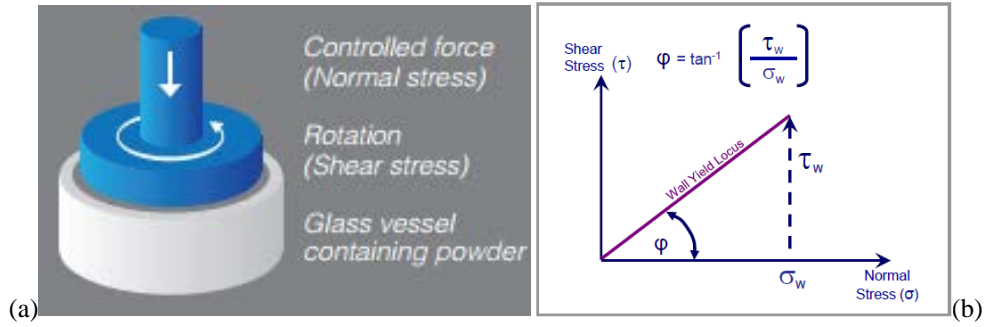 Controlled force
(Normal stress)
Rotation
(Shear stress)
Glass vessel
containing powder
(a)
Shear
Stress (τ)
φ = tan⁻¹ [ τw / σw ]
Wall Yield Locus
τw
φ
σw
Normal
Stress (σ)
(b)